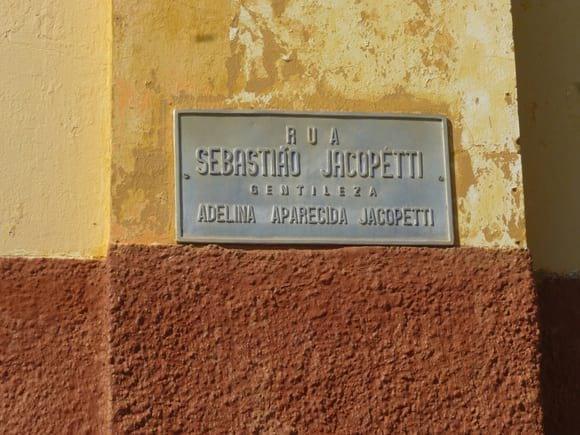 RUA
SEBASTIÃO JACOPETTI
GENTILEZA
ADELINA APARECIDA JACOPETTI